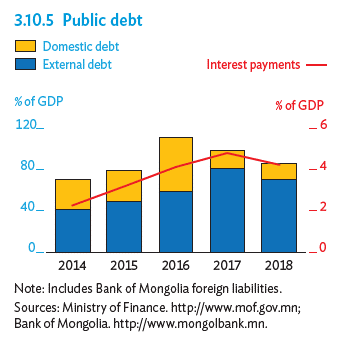 3.10.5 Public debt
Domestic debt
External debt
Interest payments
% of GDP
% of GDP
120
6
80
4
40
2
0
0
2014 2015 2016 2017 2018
Note: Includes Bank of Mongolia foreign liabilities.
Sources: Ministry of Finance. http://www.mof.gov.mn;
Bank of Mongolia. http://www.mongolbank.mn.